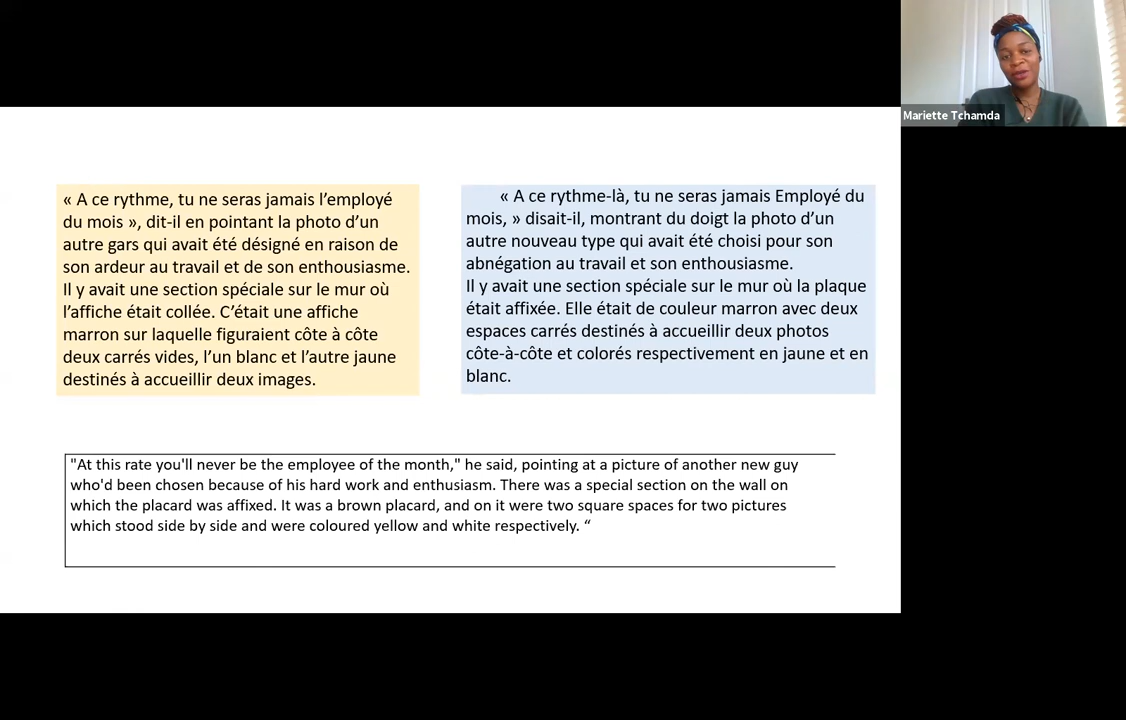 Mariette Tchamda
« A ce rythme, tu ne seras jamais l’employé
du mois », dit-il en pointant la photo d’un
autre gars qui avait été désigné en raison de
son ardeur au travail et de son enthousiasme.
Il y avait une section spéciale sur le mur où
l’affiche était collée. C’était une affiche
marron sur laquelle figuraient côte à côte
deux carrés vides, l’un blanc et l’autre jaune
destinés à accueillir deux images.
« A ce rythme-là, tu ne seras jamais Employé du
mois, » disait-il, montrant du doigt la photo d’un
autre nouveau type qui avait été choisi pour son
abnégation au travail et son enthousiasme.
Il y avait une section spéciale sur le mur où la plaque
était affixée. Elle était de couleur marron avec deux
espaces carrés destinés à accueillir deux photos
côte-à-côte et colorés respectivement en jaune et en
blanc.
"At this rate you'll never be the employee of the month," he said, pointing at a picture of another new guy
who'd been chosen because of his hard work and enthusiasm. There was a special section on the wall on
which the placard was affixed. It was a brown placard, and on it were two square spaces for two pictures
which stood side by side and were coloured yellow and white respectively. “